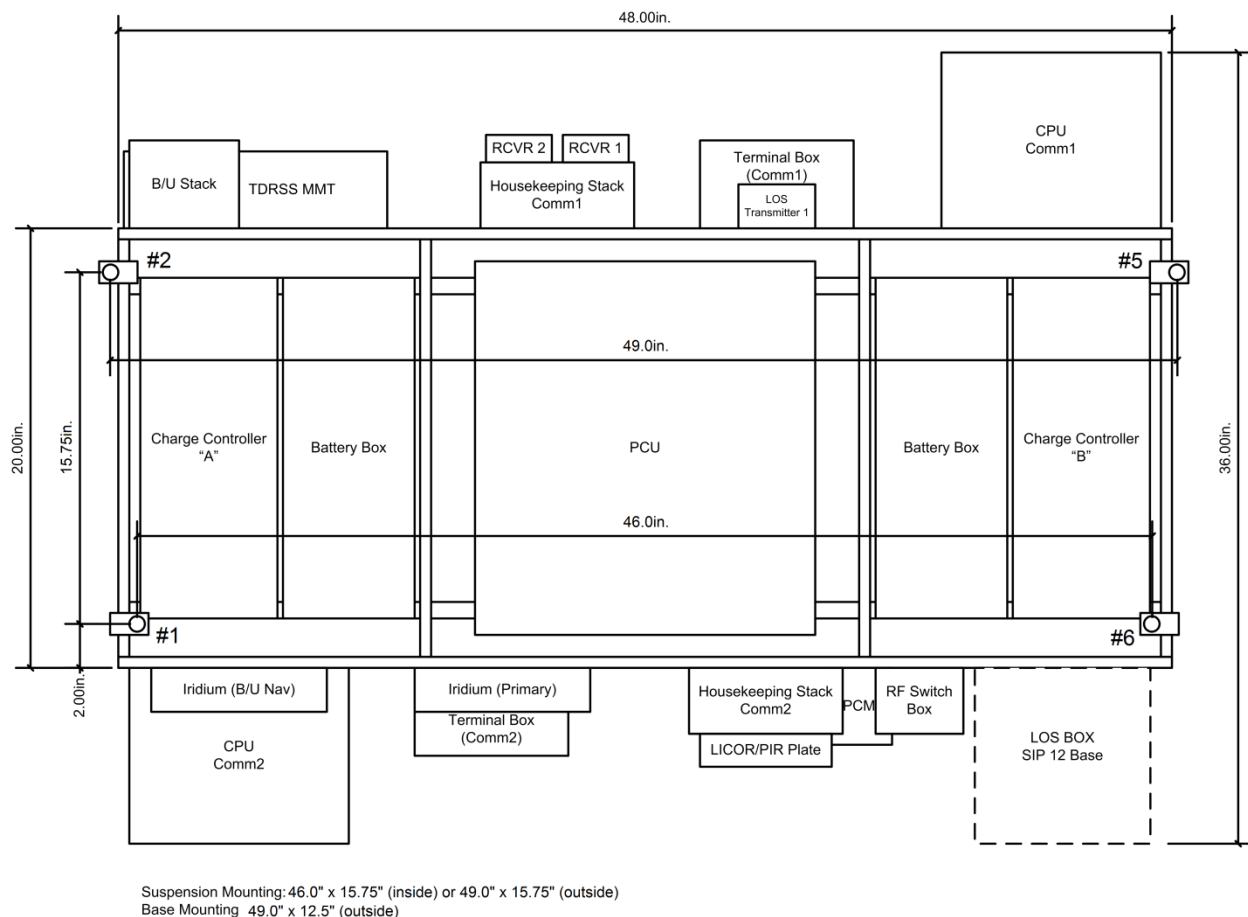 48.00in.
CPU
Comm1
RCVR 2
RCVR 1
B/U Stack
TDRSS MMT
Housekeeping Stack
Comm1
Terminal Box
(Comm1)
LOS
Transmitter 1
#2
#5
49.0in.
20.00in.
15.75in.
36.00in.
Charge Controller
“A”
Battery Box
PCU
Battery Box
Charge Controller
“B”
46.0in.
#1
#6
2.00in.
Iridium (B/U Nav)
CPU
Comm2
Iridium (Primary)
Terminal Box
(Comm2)
Housekeeping Stack
Comm2
PCM
RF Switch
Box
LICOR/PIR Plate
LOS BOX
SIP 12 Base
Suspension Mounting: 46.0" x 15.75" (inside) or 49.0" x 15.75" (outside)
Base Mounting 49.0" x 12.5" (outside)